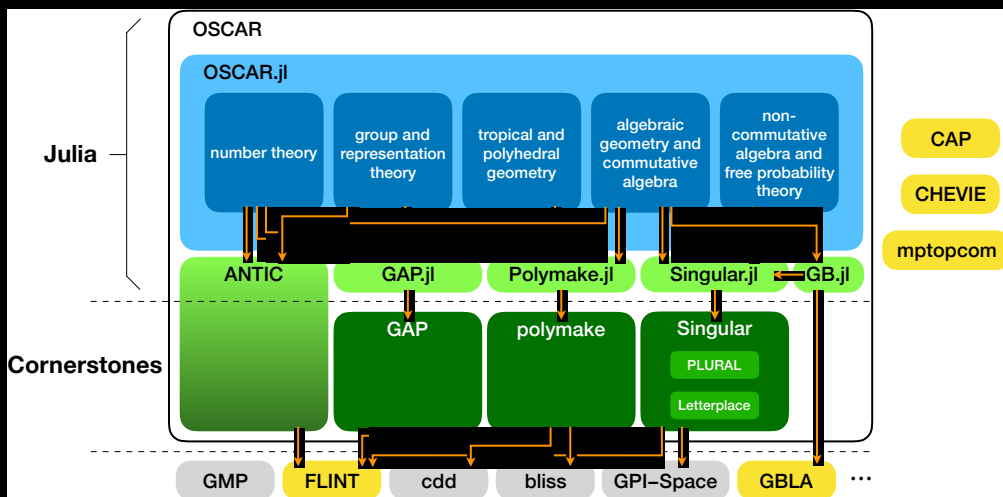 OSCAR
OSCAR.jl
number theory
group and
representation
theory
tropical and
polyhedral
geometry
algebraic
geometry and
commutative
algebra
non-
commutative
algebra and
free probability
theory
Julia
CAP
CHEVIE
mptopcom
ANTIC
GAP.jl
Polymake.jl
Singular.jl
GB.jl
Cornerstones
GAP
polymake
Singular
PLURAL
Letterplace
GMP
FLINT
cdd
bliss
GPI–Space
GBLA
...